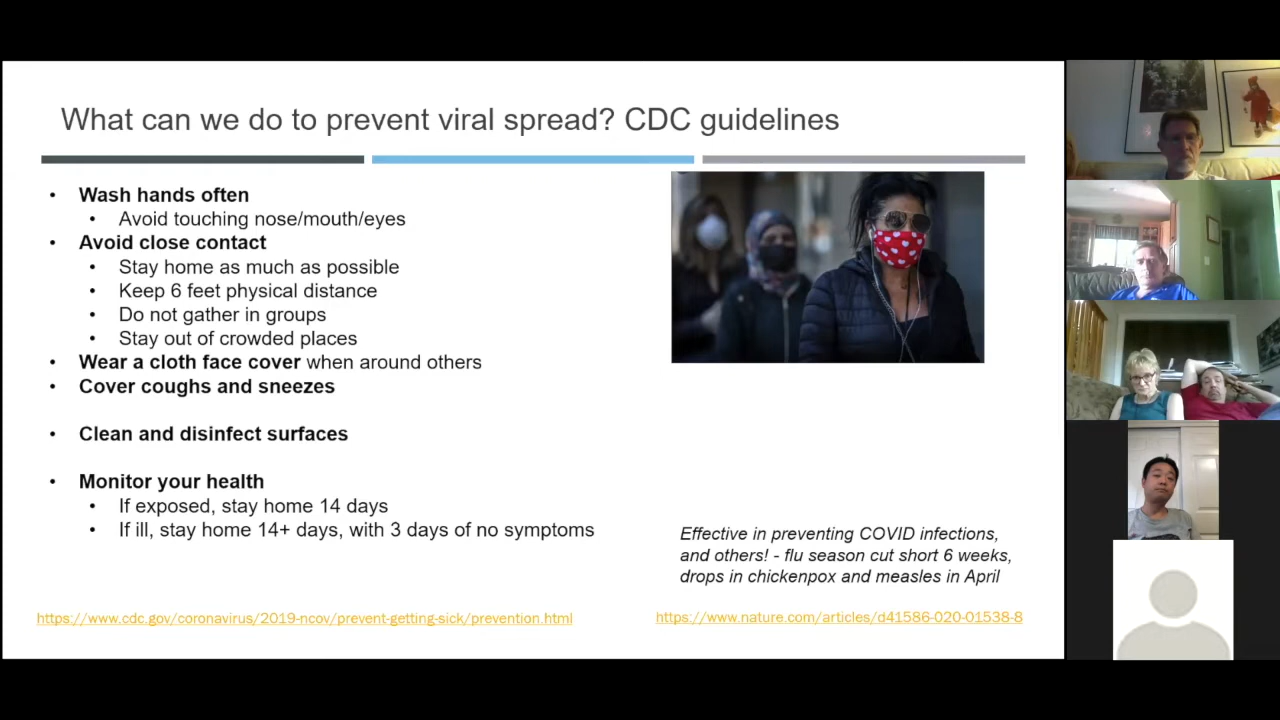 What can we do to prevent viral spread? CDC guidelines
• Wash hands often
• Avoid touching nose/mouth/eyes
• Avoid close contact
• Stay home as much as possible
• Keep 6 feet physical distance
• Do not gather in groups
• Stay out of crowded places
• Wear a cloth face cover when around others
• Cover coughs and sneezes
• Clean and disinfect surfaces
• Monitor your health
• If exposed, stay home 14 days
• If ill, stay home 14+ days, with 3 days of no symptoms
Effective in preventing COVID infections,
and others! - flu season cut short 6 weeks,
drops in chickenpox and measles in April
https://www.cdc.gov/coronavirus/2019-ncov/prevent-getting-sick/prevention.html
https://www.nature.com/articles/d41586-020-01538-8